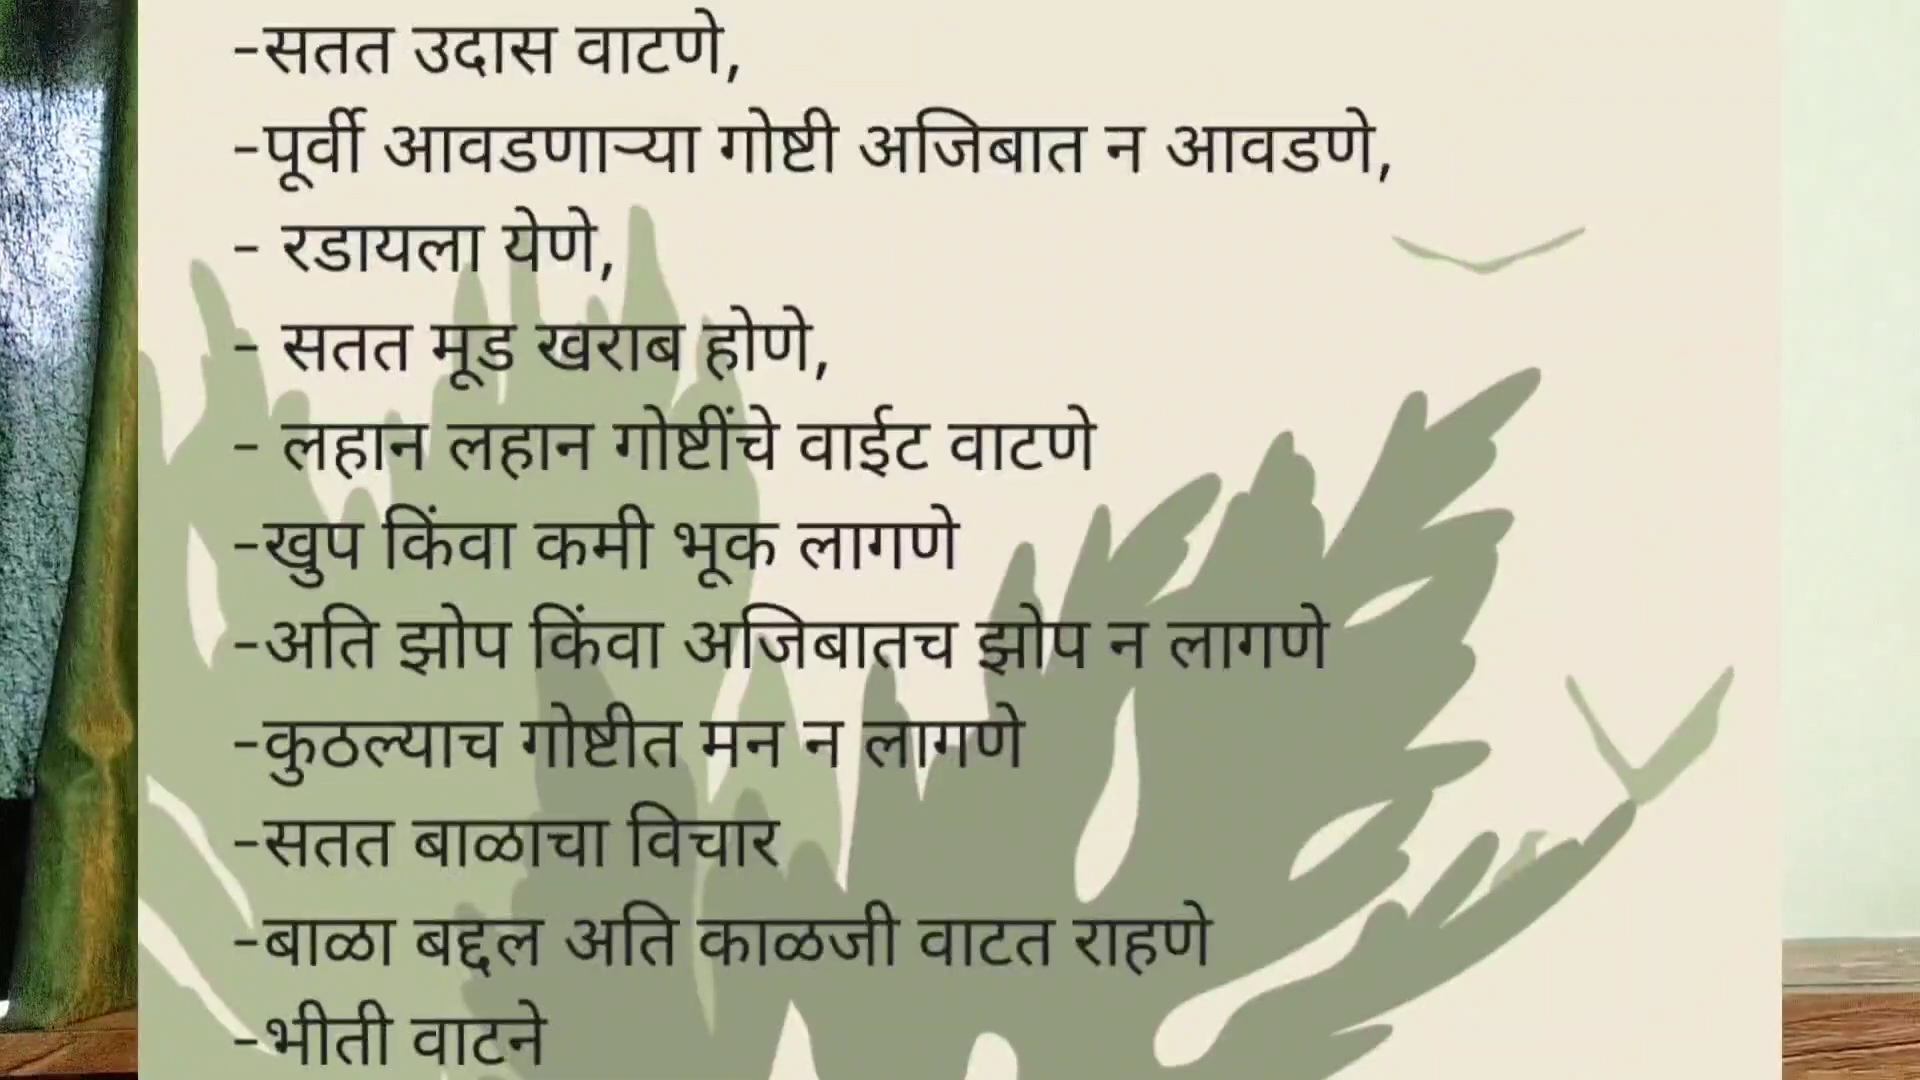 -सतत उदास वाटणे,
-पूर्वी आवडणाऱ्या गोष्टी अजिबात न आवडणे,
- रडायला येणे,
- सतत मूड खराब होणे,
- लहान लहान गोष्टींचे वाईट वाटणे
-खुप किंवा कमी भूक लागणे
-अति झोप किंवा अजिबातच झोप न लागणे
-कुठल्याच गोष्टीत मन न लागणे
-सतत बाळाचा विचार
-बाळा बद्दल अति काळजी वाटत राहणे
-भीती वाटने